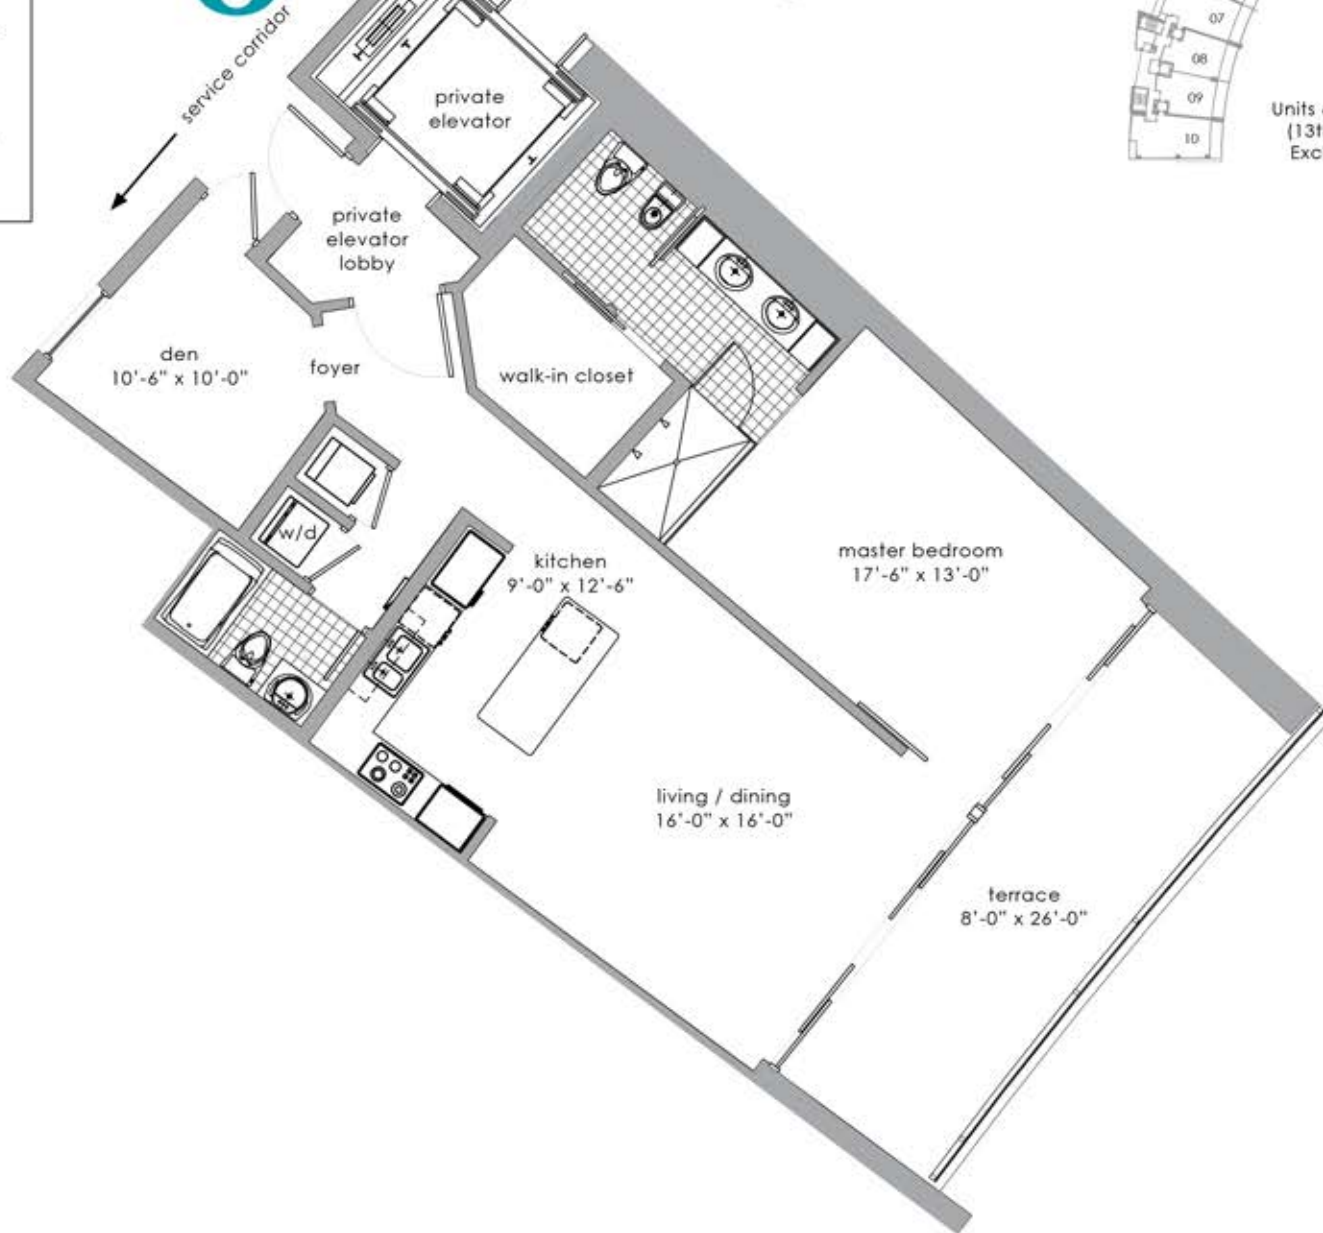 service corridor
private
elevator
private
elevator
lobby
den
10'-6" x 10'-0"
foyer
walk-in closet
w/d
kitchen
9'-0" x 12'-6"
master bedroom
17'-6" x 13'-0"
living / dining
16'-0" x 16'-0"
terrace
8'-0" x 26'-0"
07
08
09
10
Units
(13t
Exc